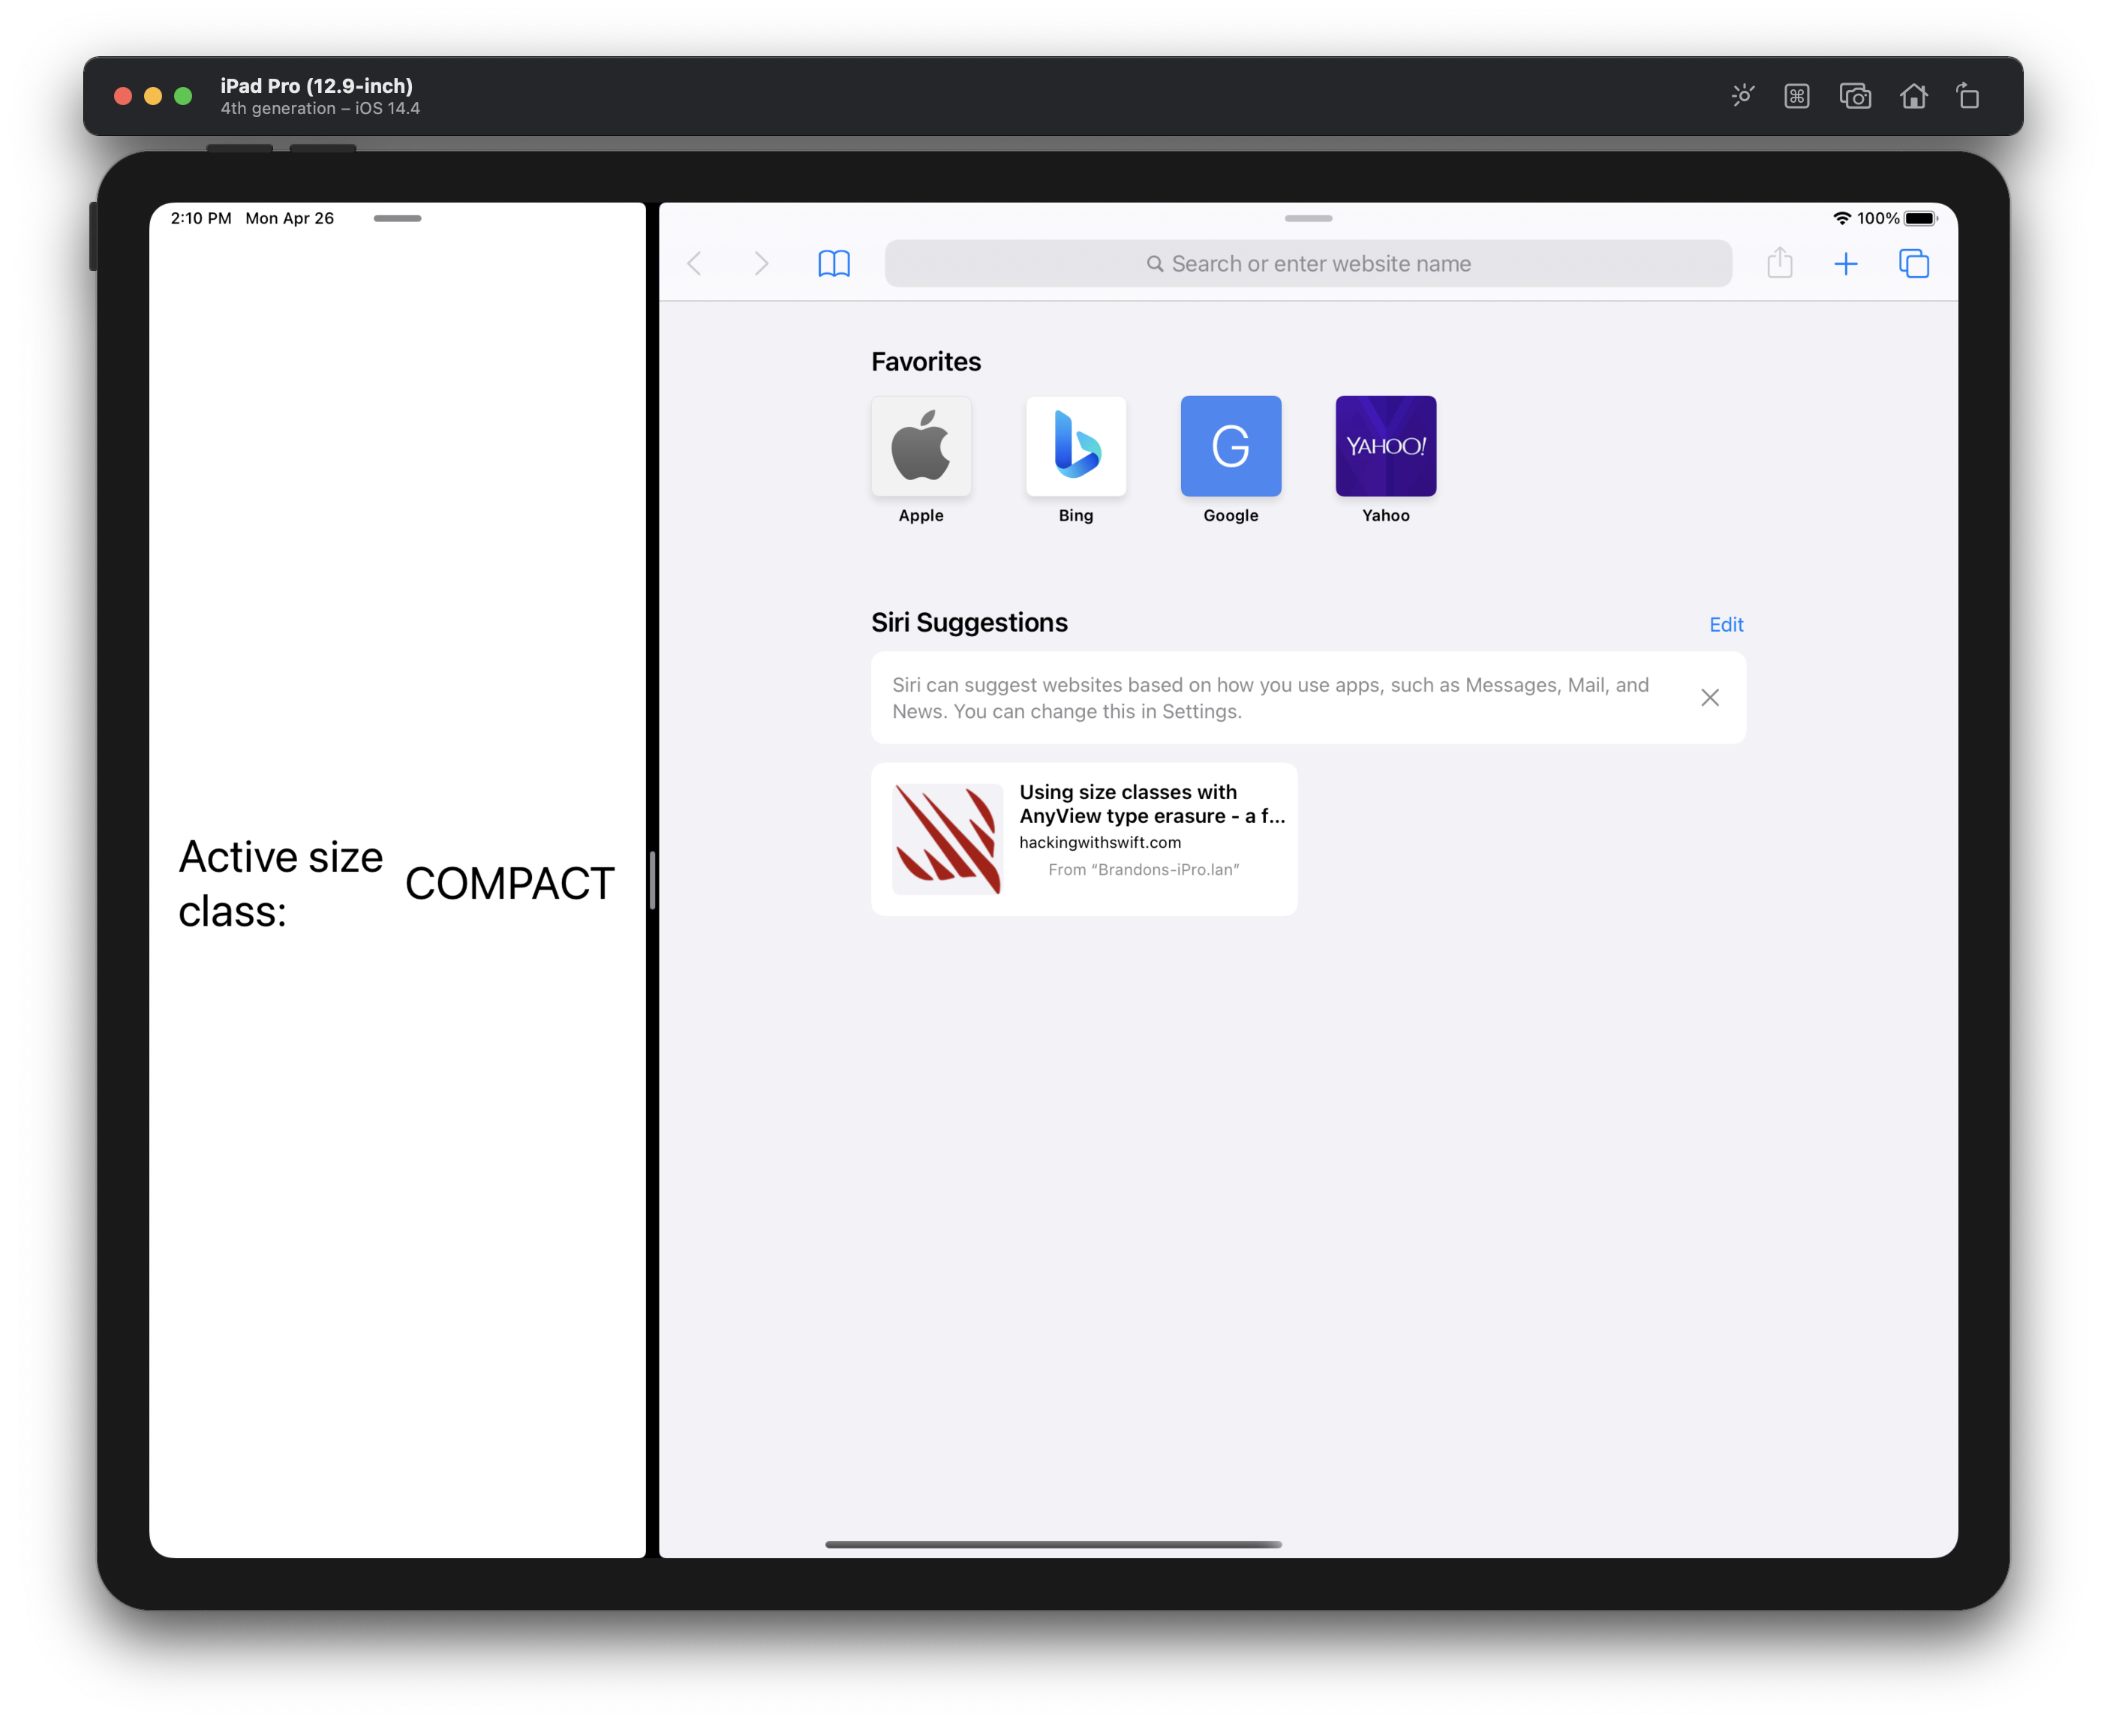 iPad Pro (12.9-inch)
4th generation – iOS 14.4
2:10 PM Mon Apr 26
100%
Search or enter website name
Active size
class:
COMPACT
Favorites
G
YAHOO!
Apple
Bing
Google
Yahoo
Siri Suggestions
Edit
Siri can suggest websites based on how you use apps, such as Messages, Mail, and
News. You can change this in Settings.
Using size classes with
AnyView type erasure - a f...
hackingwithswift.com
From “Brandons-iPro.lan”